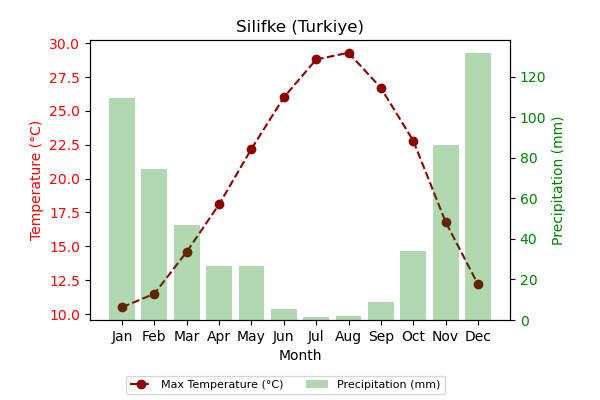 Silifke (Turkiye)
30.0
27.5
25.0
22.5
20.0
17.5
15.0
12.5
10.0
Temperature (°C)
120
100
80
60
40
20
0
Precipitation (mm)
Jan Feb Mar Apr May Jun Jul Aug Sep Oct Nov Dec
Month
Max Temperature (°C) Precipitation (mm)